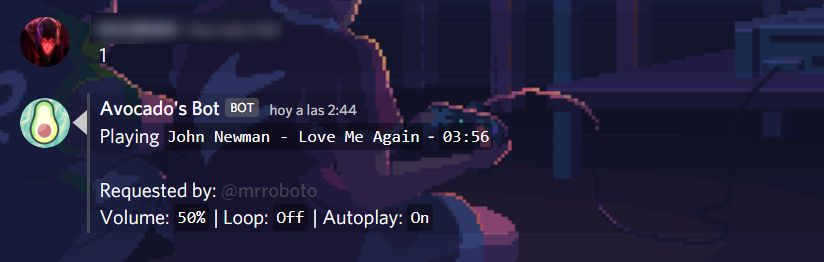 1
Avocado's Bot BOT hoy a las 2:44
Playing John Newman - Love Me Again - 03:56
Requested by: @mrroboto
Volume: 50% | Loop: Off | Autoplay: On